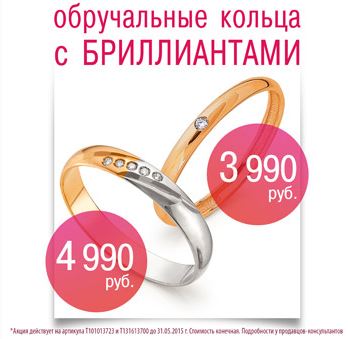 обручальные кольца
с БРИЛЛИАНТАМИ
3 990
руб.
4 990
руб.
*Акция действует на артикула Т101013723 и Т131613700 до 31.05.2015 г. Стоимость конечная. Подробности у продавцов-консультантов